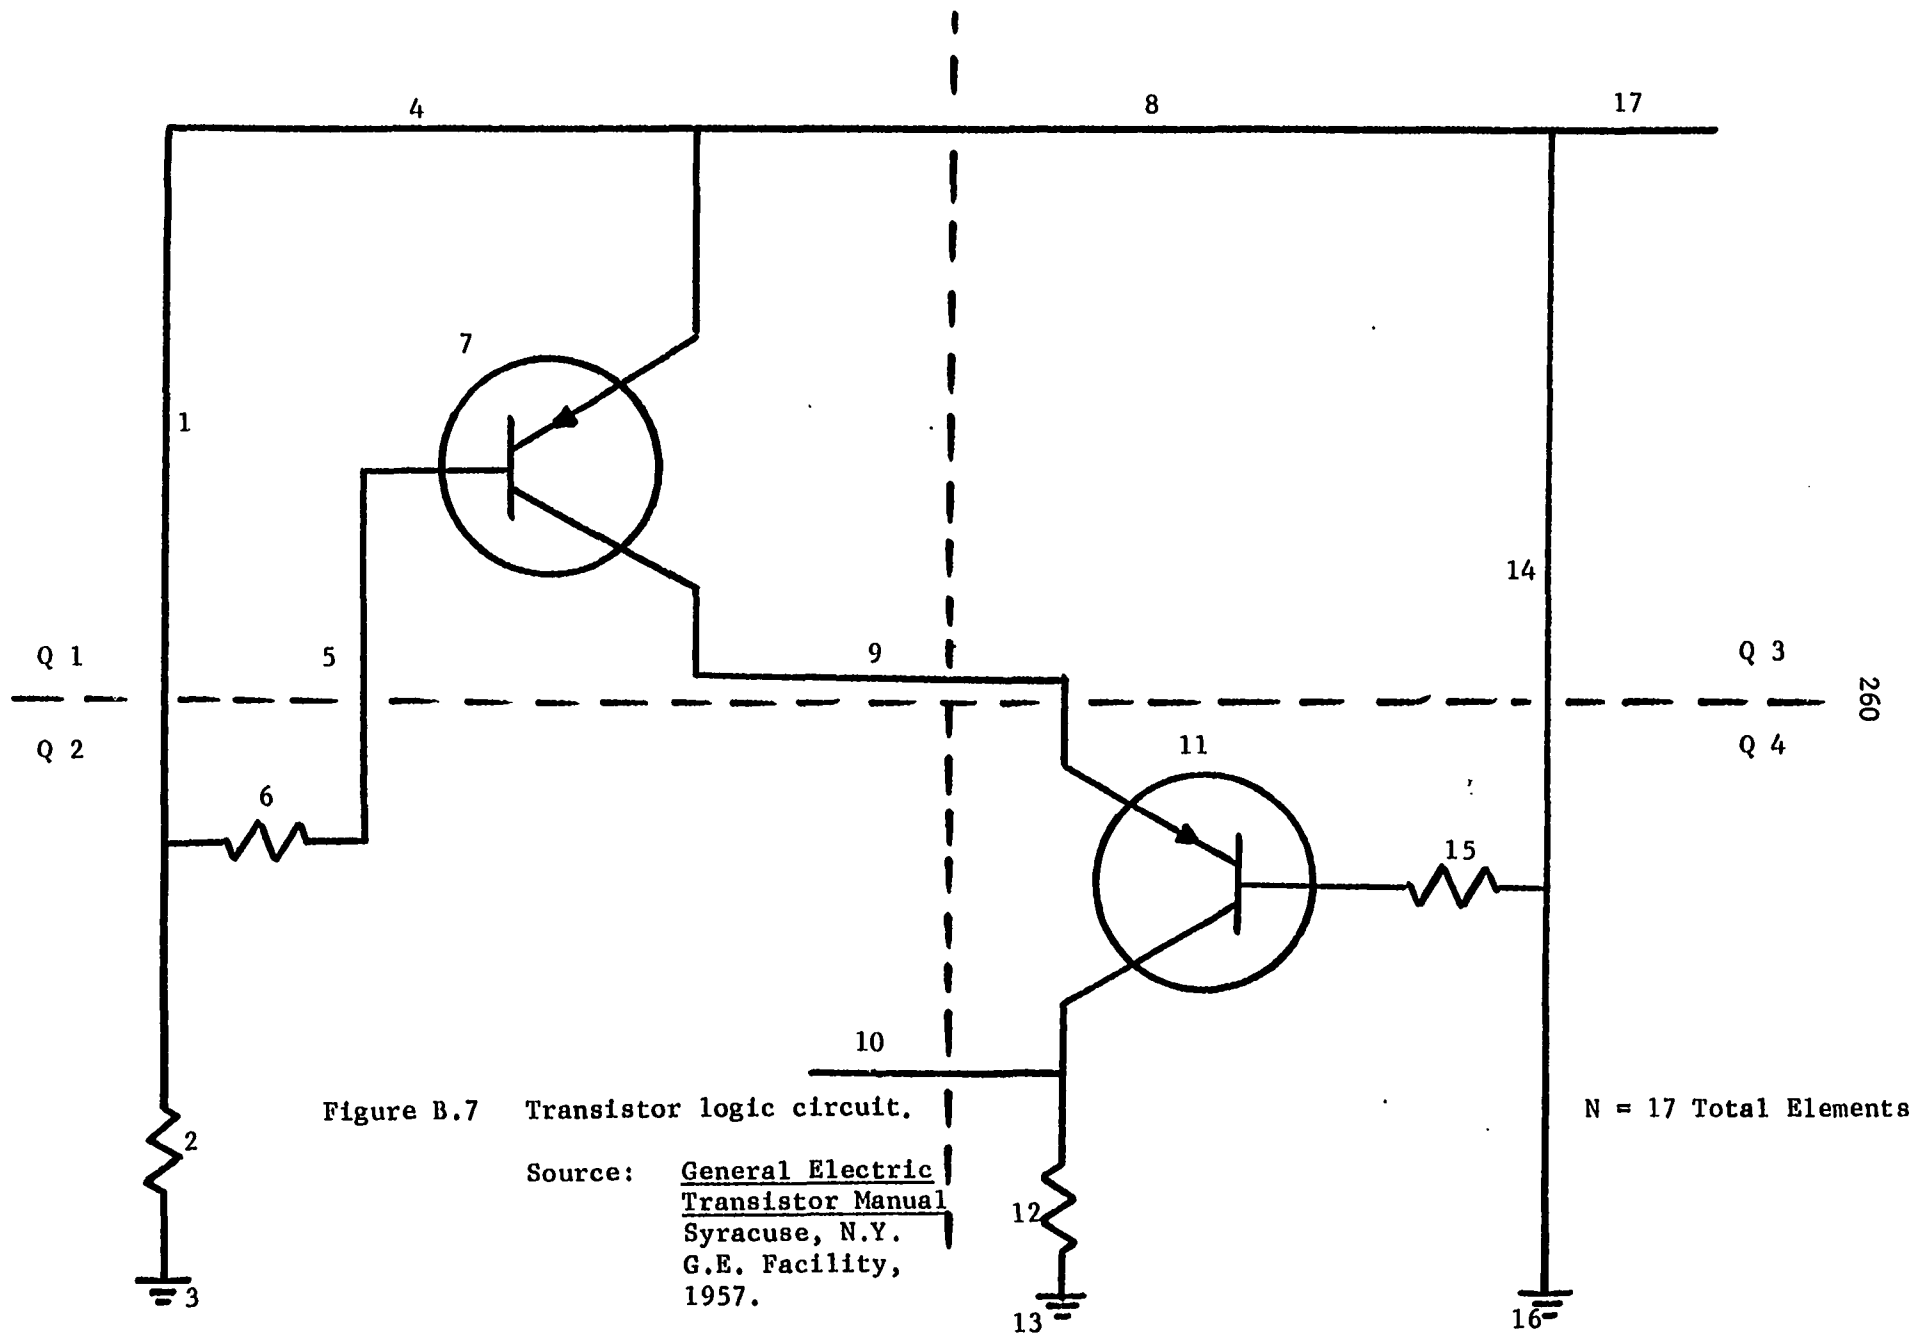 4
8
17
7
1
14
Q 1
5
9
Q 3
260
Q 2
11
Q 4
6
15
10
Figure B.7 Transistor logic circuit.
N = 17 Total Elements
2
Source: General Electric
Transistor Manual
Syracuse, N.Y.
G.E. Facility,
1957.
12
3
13
16